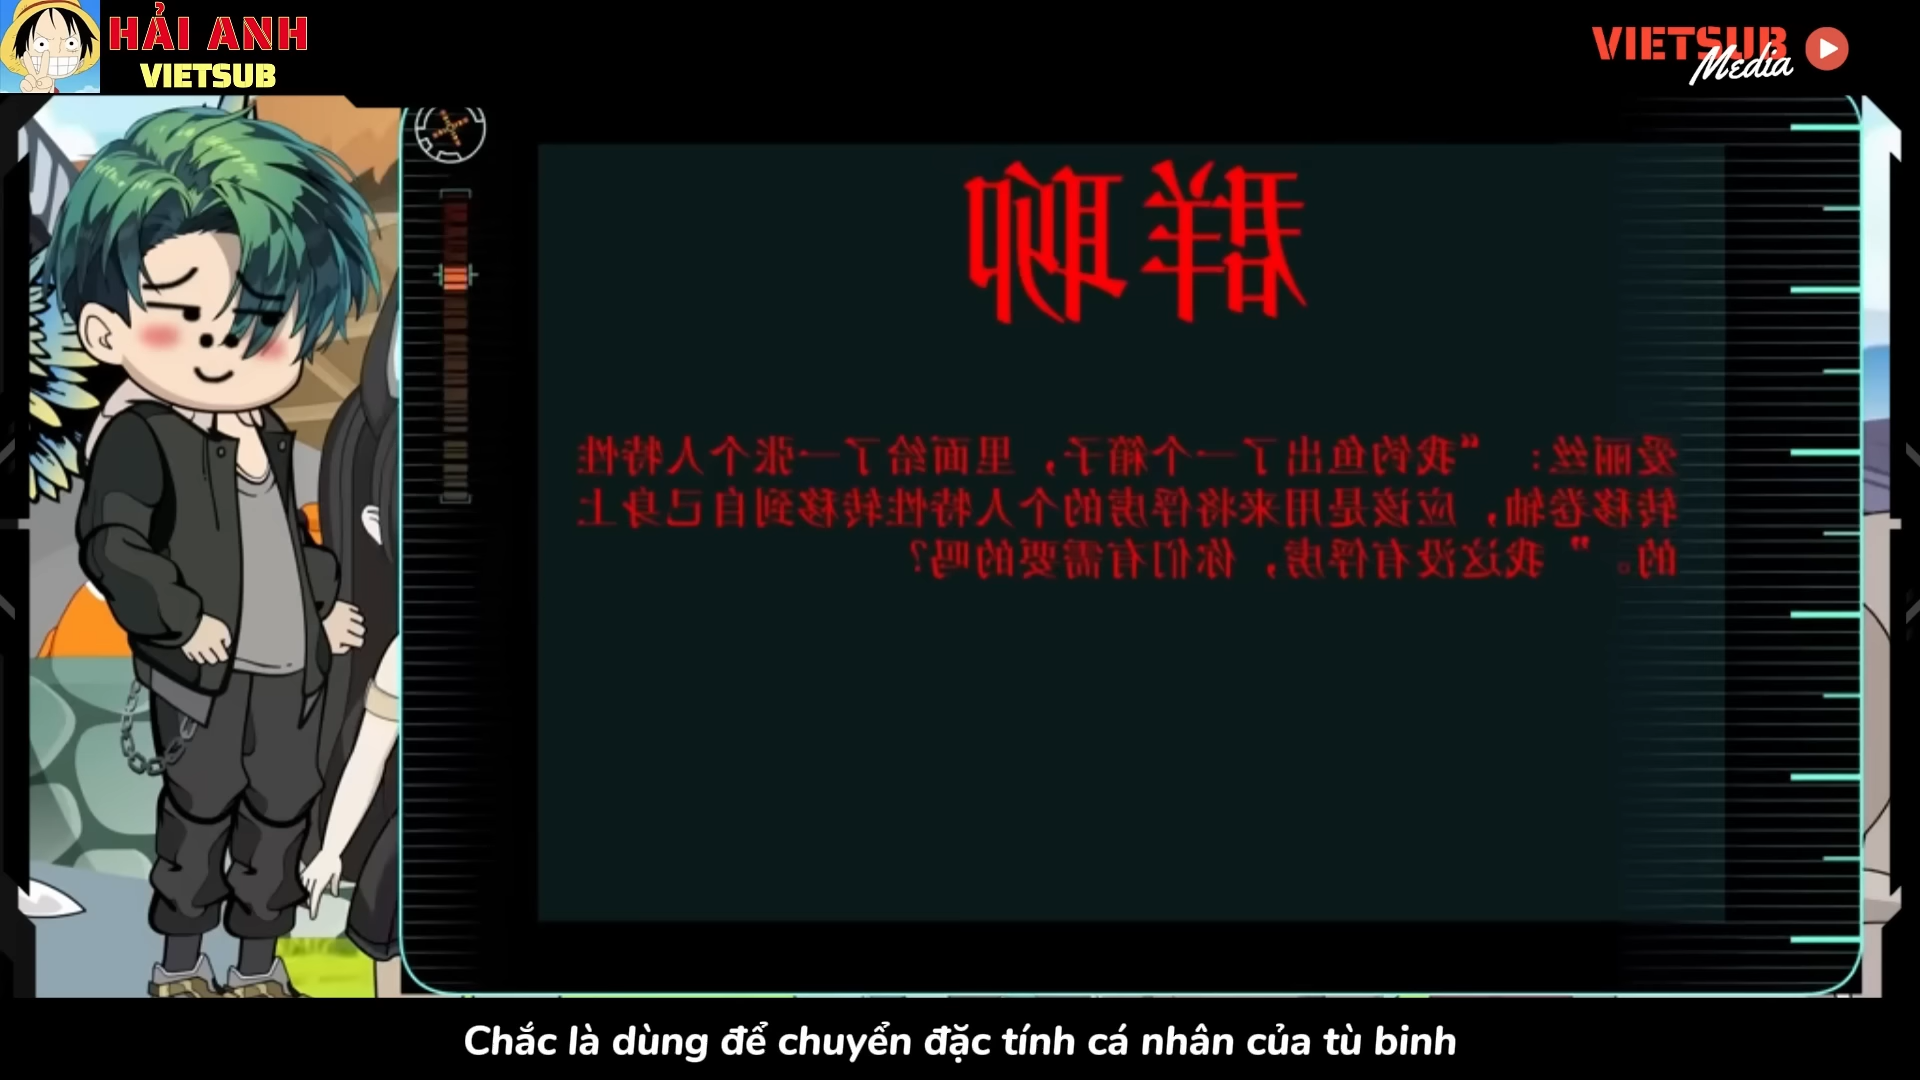 HẢI ANH
VIETSUB
VIETSUB
Media
群聊
爱丽丝：“我钓鱼出了一个箱子，里面给了一张个人特性
转移卷轴，应该是用来将俘虏的个人特性转移到自己身上
的。” 我这没有俘虏，你们有需要的吗?
Chắc là dùng để chuyển đặc tính cá nhân của tù binh